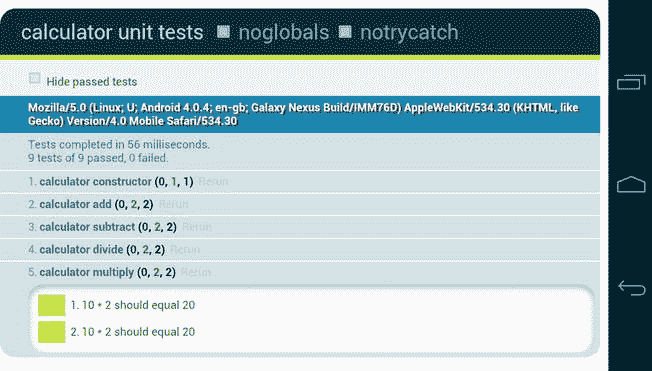 calculator unit tests noglobals notrycatch
Hide passed tests
Mozilla/5.0 (Linux; U; Android 4.0.4; en-gb; Galaxy Nexus Build/IMM76D) AppleWebKit/534.30 (KHTML, like
Gecko) Version/4.0 Mobile Safari/534.30
Tests completed in 56 milliseconds.
9 tests of 9 passed, 0 failed.
1. calculator constructor (0, 1, 1) Rerun
2. calculator add (0, 2, 2) Rerun
3. calculator subtract (0, 2, 2) Rerun
4. calculator divide (0, 2, 2) Rerun
5. calculator multiply (0, 2, 2) Rerun
1. 10 * 2 should equal 20
2. 10 * 2 should equal 20